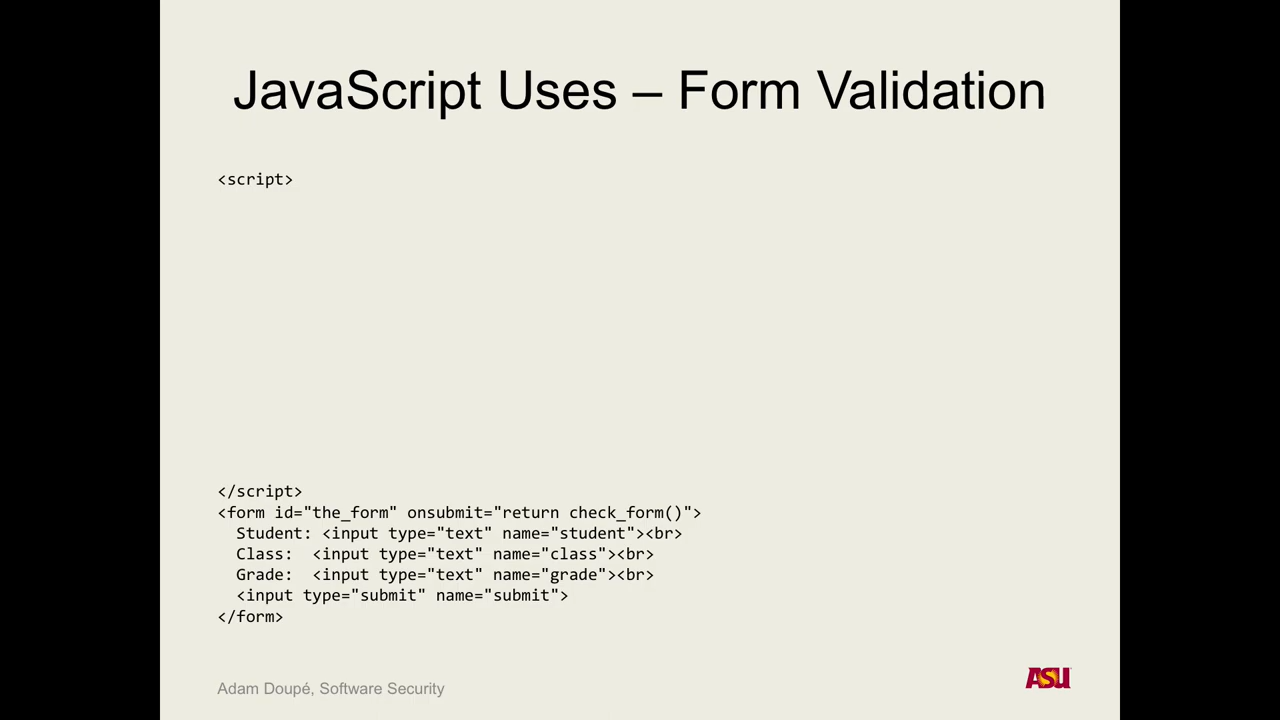 JavaScript Uses – Form Validation
<script>
</script>
<form id="the_form" onsubmit="return check_form()">
  Student: <input type="text" name="student"><br>
  Class:  <input type="text" name="class"><br>
  Grade:  <input type="text" name="grade"><br>
  <input type="submit" name="submit">
</form>
Adam Doupé, Software Security
ASU